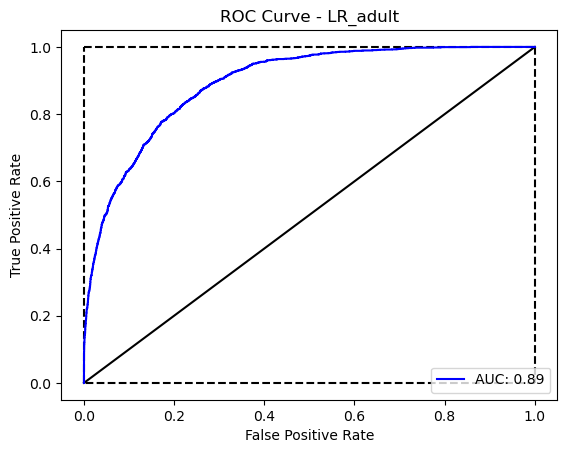 ROC Curve - LR_adult
True Positive Rate
1.0
0.8
0.6
0.4
0.2
0.0
AUC: 0.89
0.0 0.2 0.4 0.6 0.8 1.0
False Positive Rate